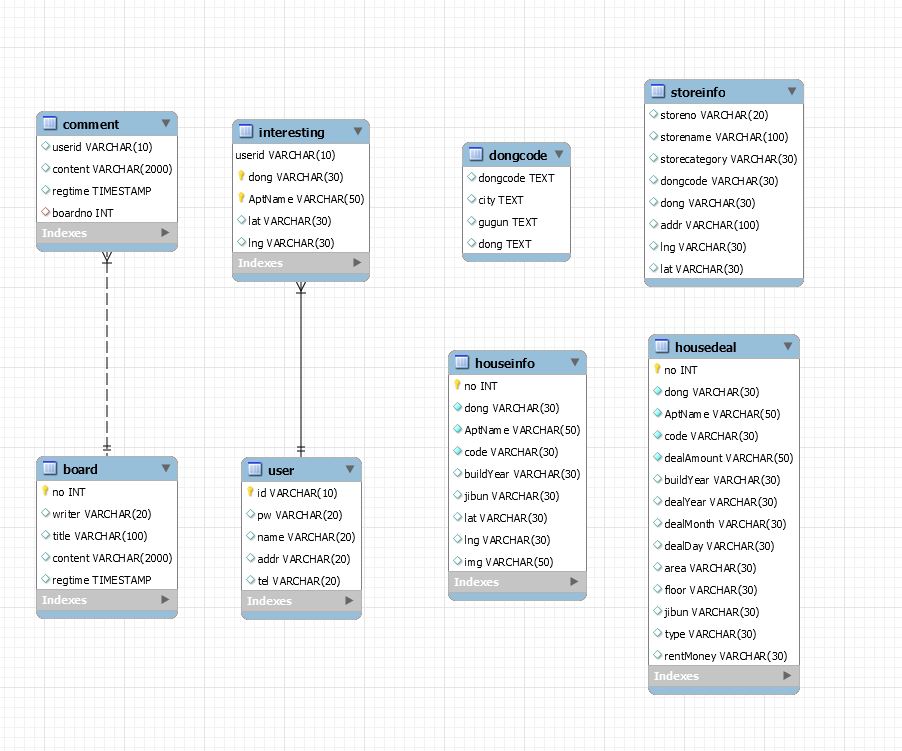 comment
userid VARCHAR(10)
content VARCHAR(2000)
regtime TIMESTAMP
boardno INT
Indexes
interesting
userid VARCHAR(10)
dong VARCHAR(30)
AptName VARCHAR(50)
lat VARCHAR(30)
lng VARCHAR(30)
Indexes
dongcode
dongcode TEXT
city TEXT
gugun TEXT
dong TEXT
storeinfo
storeno VARCHAR(20)
storename VARCHAR(100)
storecategory VARCHAR(30)
dongcode VARCHAR(30)
dong VARCHAR(30)
addr VARCHAR(100)
lng VARCHAR(30)
lat VARCHAR(30)
board
no INT
writer VARCHAR(20)
title VARCHAR(100)
content VARCHAR(2000)
regtime TIMESTAMP
Indexes
user
id VARCHAR(10)
pw VARCHAR(20)
name VARCHAR(20)
addr VARCHAR(20)
tel VARCHAR(20)
Indexes
houseinfo
no INT
dong VARCHAR(30)
AptName VARCHAR(50)
code VARCHAR(30)
buildYear VARCHAR(30)
jibun VARCHAR(30)
lat VARCHAR(30)
lng VARCHAR(30)
img VARCHAR(50)
Indexes
housedeal
no INT
dong VARCHAR(30)
AptName VARCHAR(50)
code VARCHAR(30)
dealAmount VARCHAR(50)
buildYear VARCHAR(30)
dealYear VARCHAR(30)
dealMonth VARCHAR(30)
dealDay VARCHAR(30)
area VARCHAR(30)
floor VARCHAR(30)
jibun VARCHAR(30)
type VARCHAR(30)
rentMoney VARCHAR(30)
Indexes